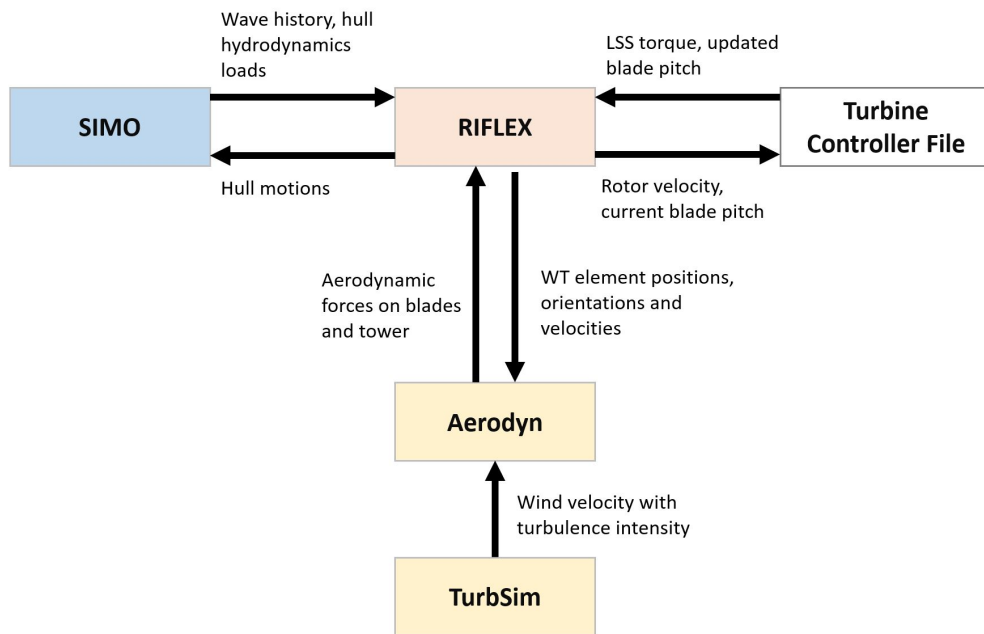 Wave history, hull
hydrodynamics
loads
LSS torque, updated
blade pitch
SIMO
RIFLEX
Turbine
Controller File
Hull motions
Rotor velocity,
current blade pitch
Aerodynamic
forces on blades
and tower
WT element positions,
orientations and
velocities
Aerodyn
Wind velocity with
turbulence intensity
TurbSim